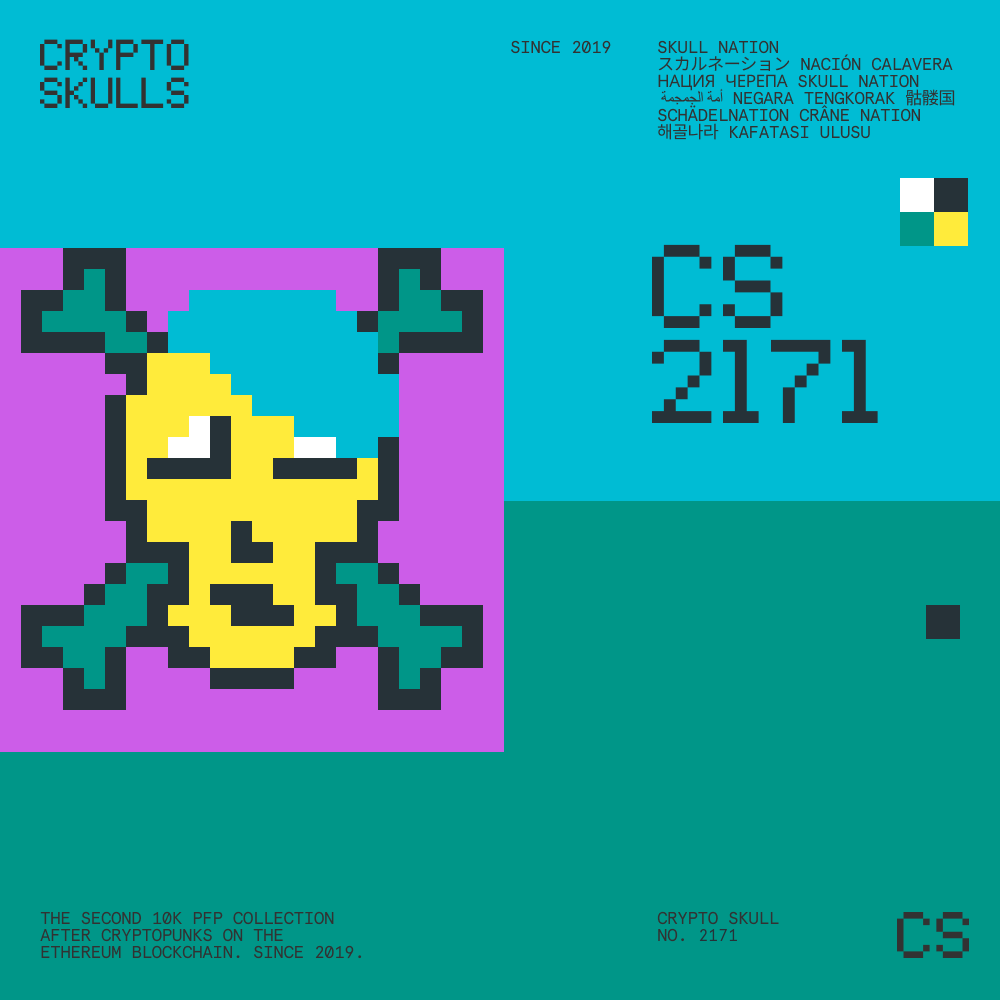 CRYPTO
SKULLS
SINCE 2019
SKULL NATION
スカルネーション NACIÓN CALAVERA
НАЦИЯ ЧЕРЕПА SKULL NATION
أمة الجمجمة NEGARA TENGKORAK 骷髅国
SCHÄDELNATION CRÂNE NATION
해골나라 KAFATASI ULUSU
CS
2171
THE SECOND 10K PFP COLLECTION
AFTER CRYPTOPUNKS ON THE
ETHEREUM BLOCKCHAIN. SINCE 2019.
CRYPTO SKULL
NO. 2171
CS